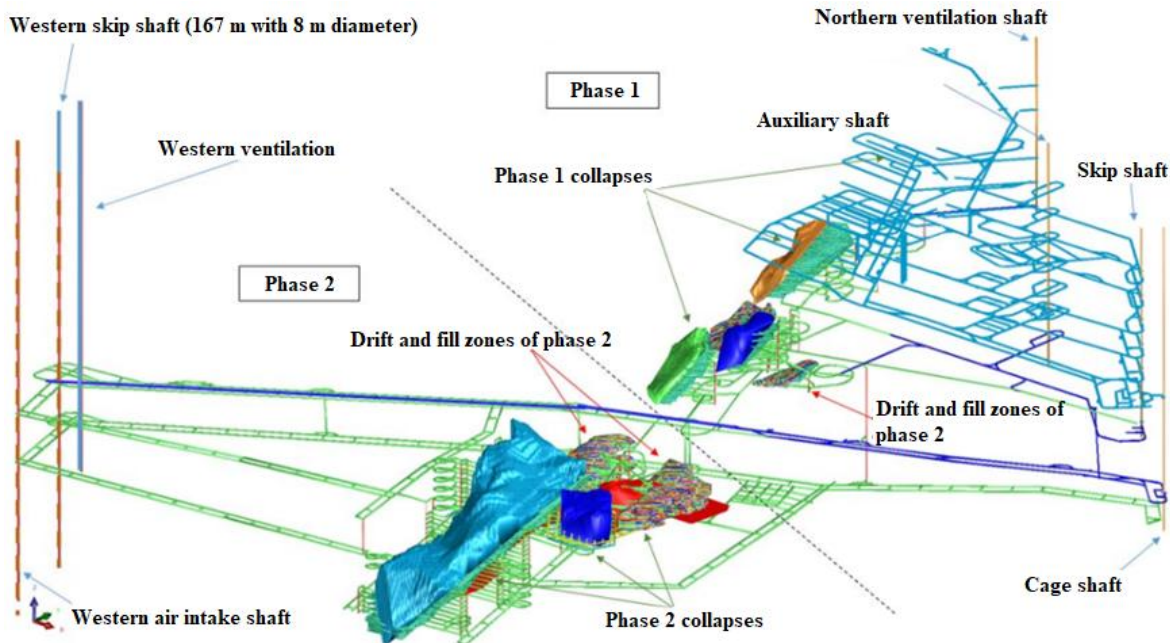 Western skip shaft (167 m with 8 m diameter)
Northern ventilation shaft
Phase 1
Western ventilation
Auxiliary shaft
Phase 1 collapses
Skip shaft
Phase 2
Drift and fill zones of phase 2
Drift and fill zones of
phase 2
Western air intake shaft
Phase 2 collapses
Cage shaft